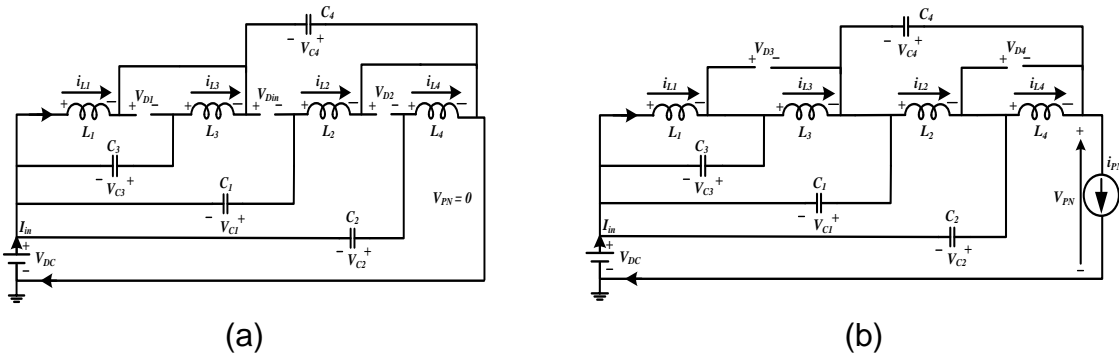 C4
− VC4 +
iL1 iL3 iL2 iL4
+ − + VD1 − + − + VDin − + − + VD2 − + −
L1 L3 L2 L4
C3
− VC3 +
C1
− VC1 +
VPN = 0
C2
− VC2 +
Iin
+ VDC −
(a)
C4
− VC4 +
+ VD3 − + VD4 −
iL1 iL3 iL2 iL4
+ − + − + − + −
L1 L3 L2 L4
C3
− VC3 +
C1
− VC1 +
+ VPN −
C2
− VC2 +
Iin
+ VDC −
(b)